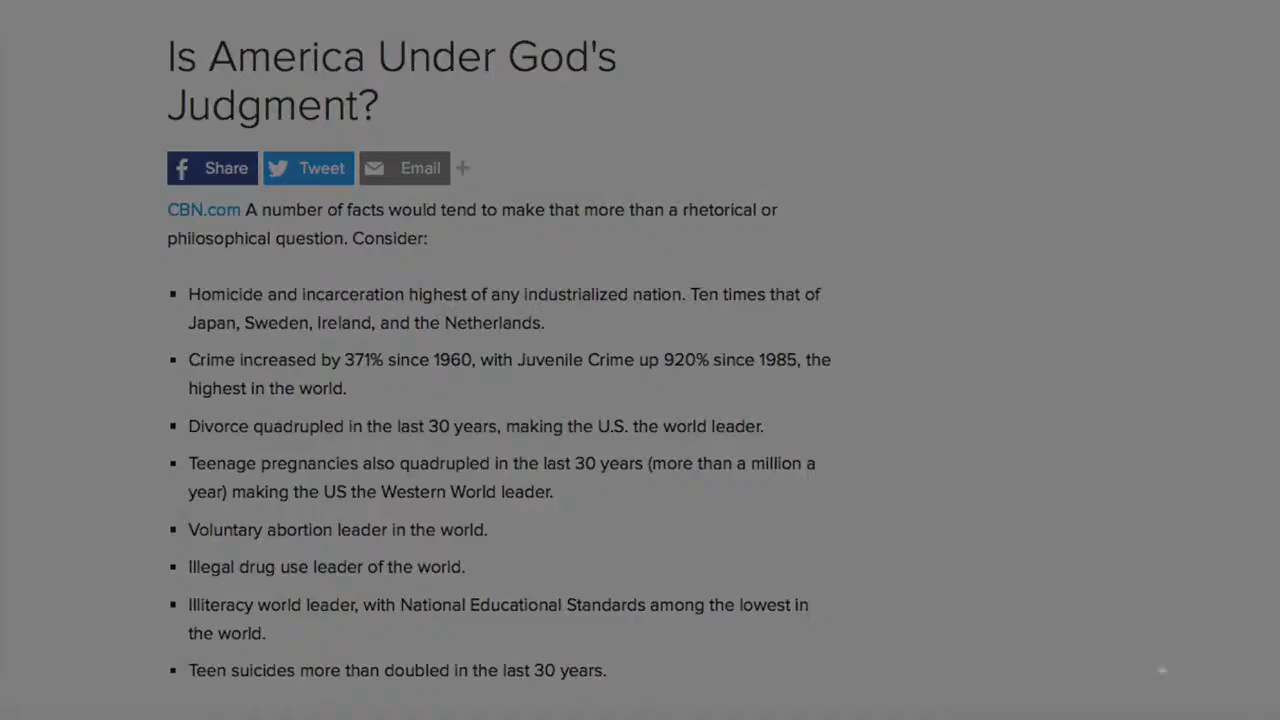 Is America Under God's
Judgment?
Share Tweet Email +
CBN.com A number of facts would tend to make that more than a rhetorical or
philosophical question. Consider:
▪ Homicide and incarceration highest of any industrialized nation. Ten times that of
Japan, Sweden, Ireland, and the Netherlands.
▪ Crime increased by 371% since 1960, with Juvenile Crime up 920% since 1985, the
highest in the world.
▪ Divorce quadrupled in the last 30 years, making the U.S. the world leader.
▪ Teenage pregnancies also quadrupled in the last 30 years (more than a million a
year) making the US the Western World leader.
▪ Voluntary abortion leader in the world.
▪ Illegal drug use leader of the world.
▪ Illiteracy world leader, with National Educational Standards among the lowest in
the world.
▪ Teen suicides more than doubled in the last 30 years.